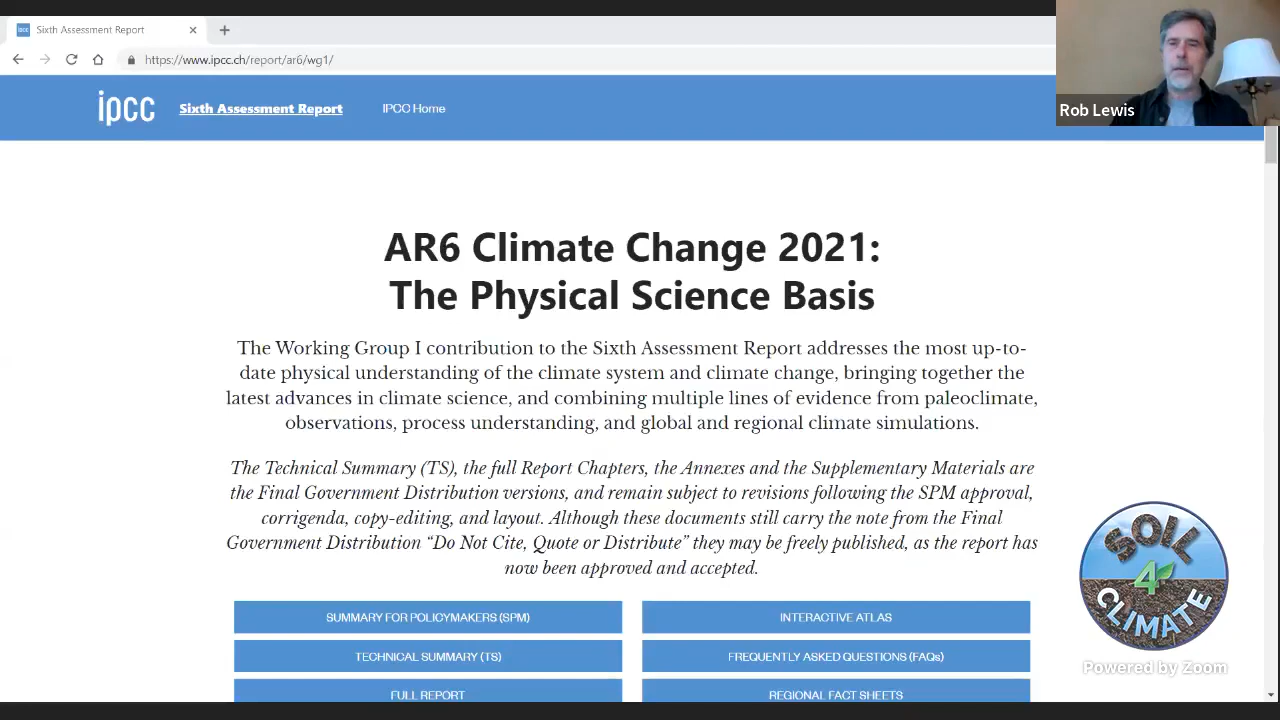 Sixth Assessment Report
https://www.ipcc.ch/report/ar6/wg1/
ipcc
Sixth Assessment Report
IPCC Home
Rob Lewis
AR6 Climate Change 2021:
The Physical Science Basis
The Working Group I contribution to the Sixth Assessment Report addresses the most up-to-
date physical understanding of the climate system and climate change, bringing together the
latest advances in climate science, and combining multiple lines of evidence from paleoclimate,
observations, process understanding, and global and regional climate simulations.
The Technical Summary (TS), the full Report Chapters, the Annexes and the Supplementary Materials are
the Final Government Distribution versions, and remain subject to revisions following the SPM approval,
corrigenda, copy-editing, and layout. Although these documents still carry the note from the Final
Government Distribution “Do Not Cite, Quote or Distribute” they may be freely published, as the report has
now been approved and accepted.
SUMMARY FOR POLICYMAKERS (SPM)
INTERACTIVE ATLAS
TECHNICAL SUMMARY (TS)
FREQUENTLY ASKED QUESTIONS (FAQs)
FULL REPORT
REGIONAL FACT SHEETS
SOIL
4
CLIMATE
Powered by Zoom